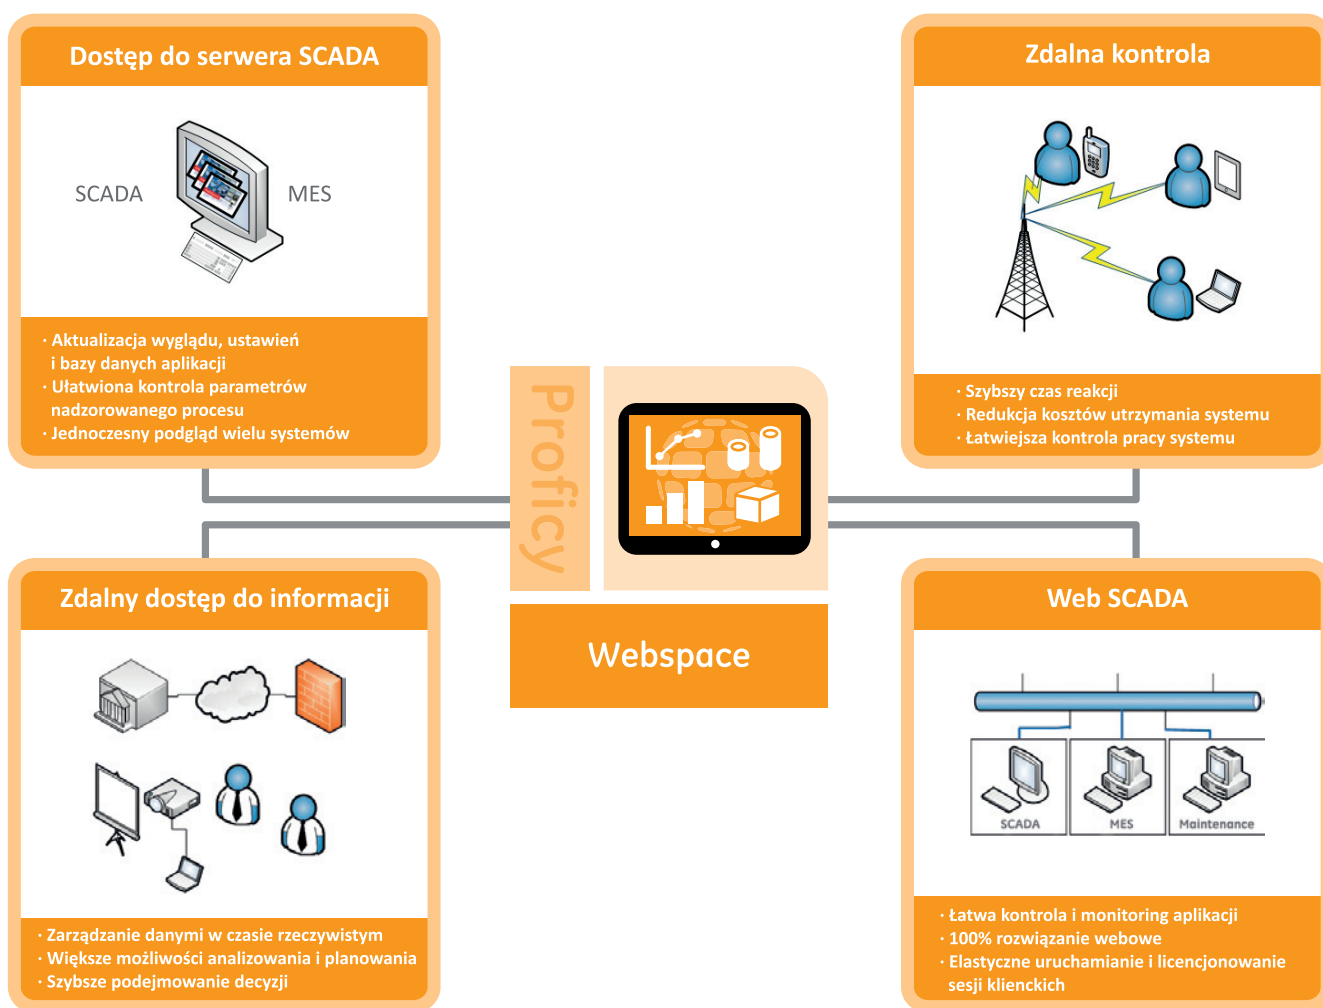 Dostęp do serwera SCADA
SCADA
MES
· Aktualizacja wyglądu, ustawień
i bazy danych aplikacji
· Ułatwiona kontrola parametrów
nadzorowanego procesu
· Jednoczesny podgląd wielu systemów
Zdalna kontrola
· Szybszy czas reakcji
· Redukcja kosztów utrzymania systemu
· Łatwiejsza kontrola pracy systemu
Proficy
Webspace
Zdalny dostęp do informacji
· Zarządzanie danymi w czasie rzeczywistym
· Większe możliwości analizowania i planowania
· Szybsze podejmowanie decyzji
Web SCADA
SCADA
MES
Maintenance
· Łatwa kontrola i monitoring aplikacji
· 100% rozwiązanie webowe
· Elastyczne uruchamianie i licencjonowanie
sesji klienckich